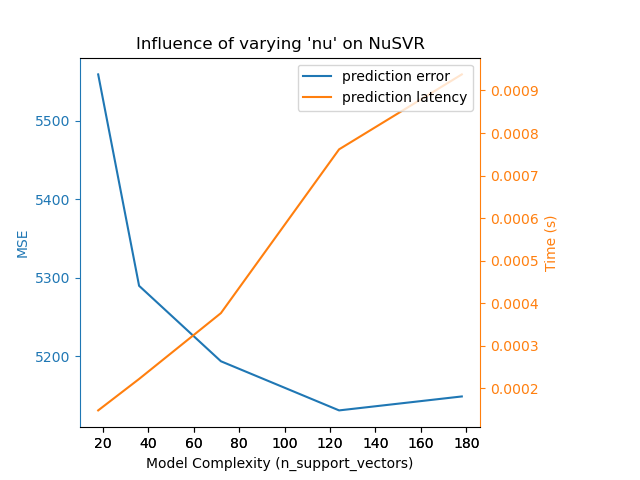 Influence of varying 'nu' on NuSVR
prediction error
prediction latency
5500
5400
5300
5200
MSE
0.0009
0.0008
0.0007
0.0006
0.0005
0.0004
0.0003
0.0002
Time (s)
20 40 60 80 100 120 140 160 180
Model Complexity (n_support_vectors)